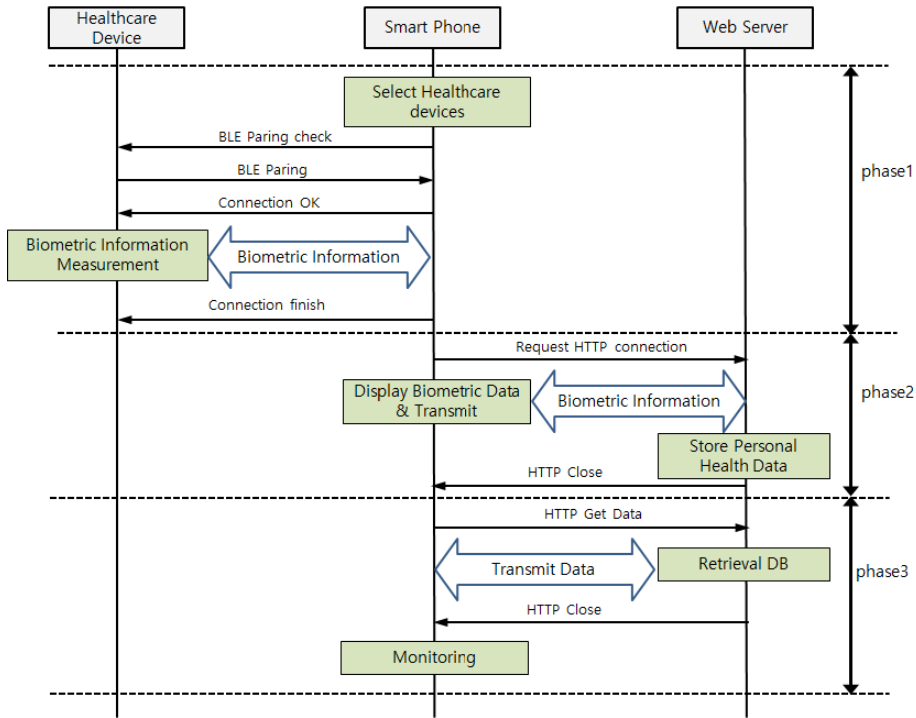 Healthcare
Device
Smart Phone
Web Server
Select Healthcare
devices
BLE Paring check
BLE Paring
phase1
Connection OK
Biometric Information
Measurement
Biometric Information
Connection finish
Request HTTP connection
Display Biometric Data
& Transmit
Biometric Information
phase2
Store Personal
Health Data
HTTP Close
HTTP Get Data
Transmit Data
Retrieval DB
phase3
HTTP Close
Monitoring